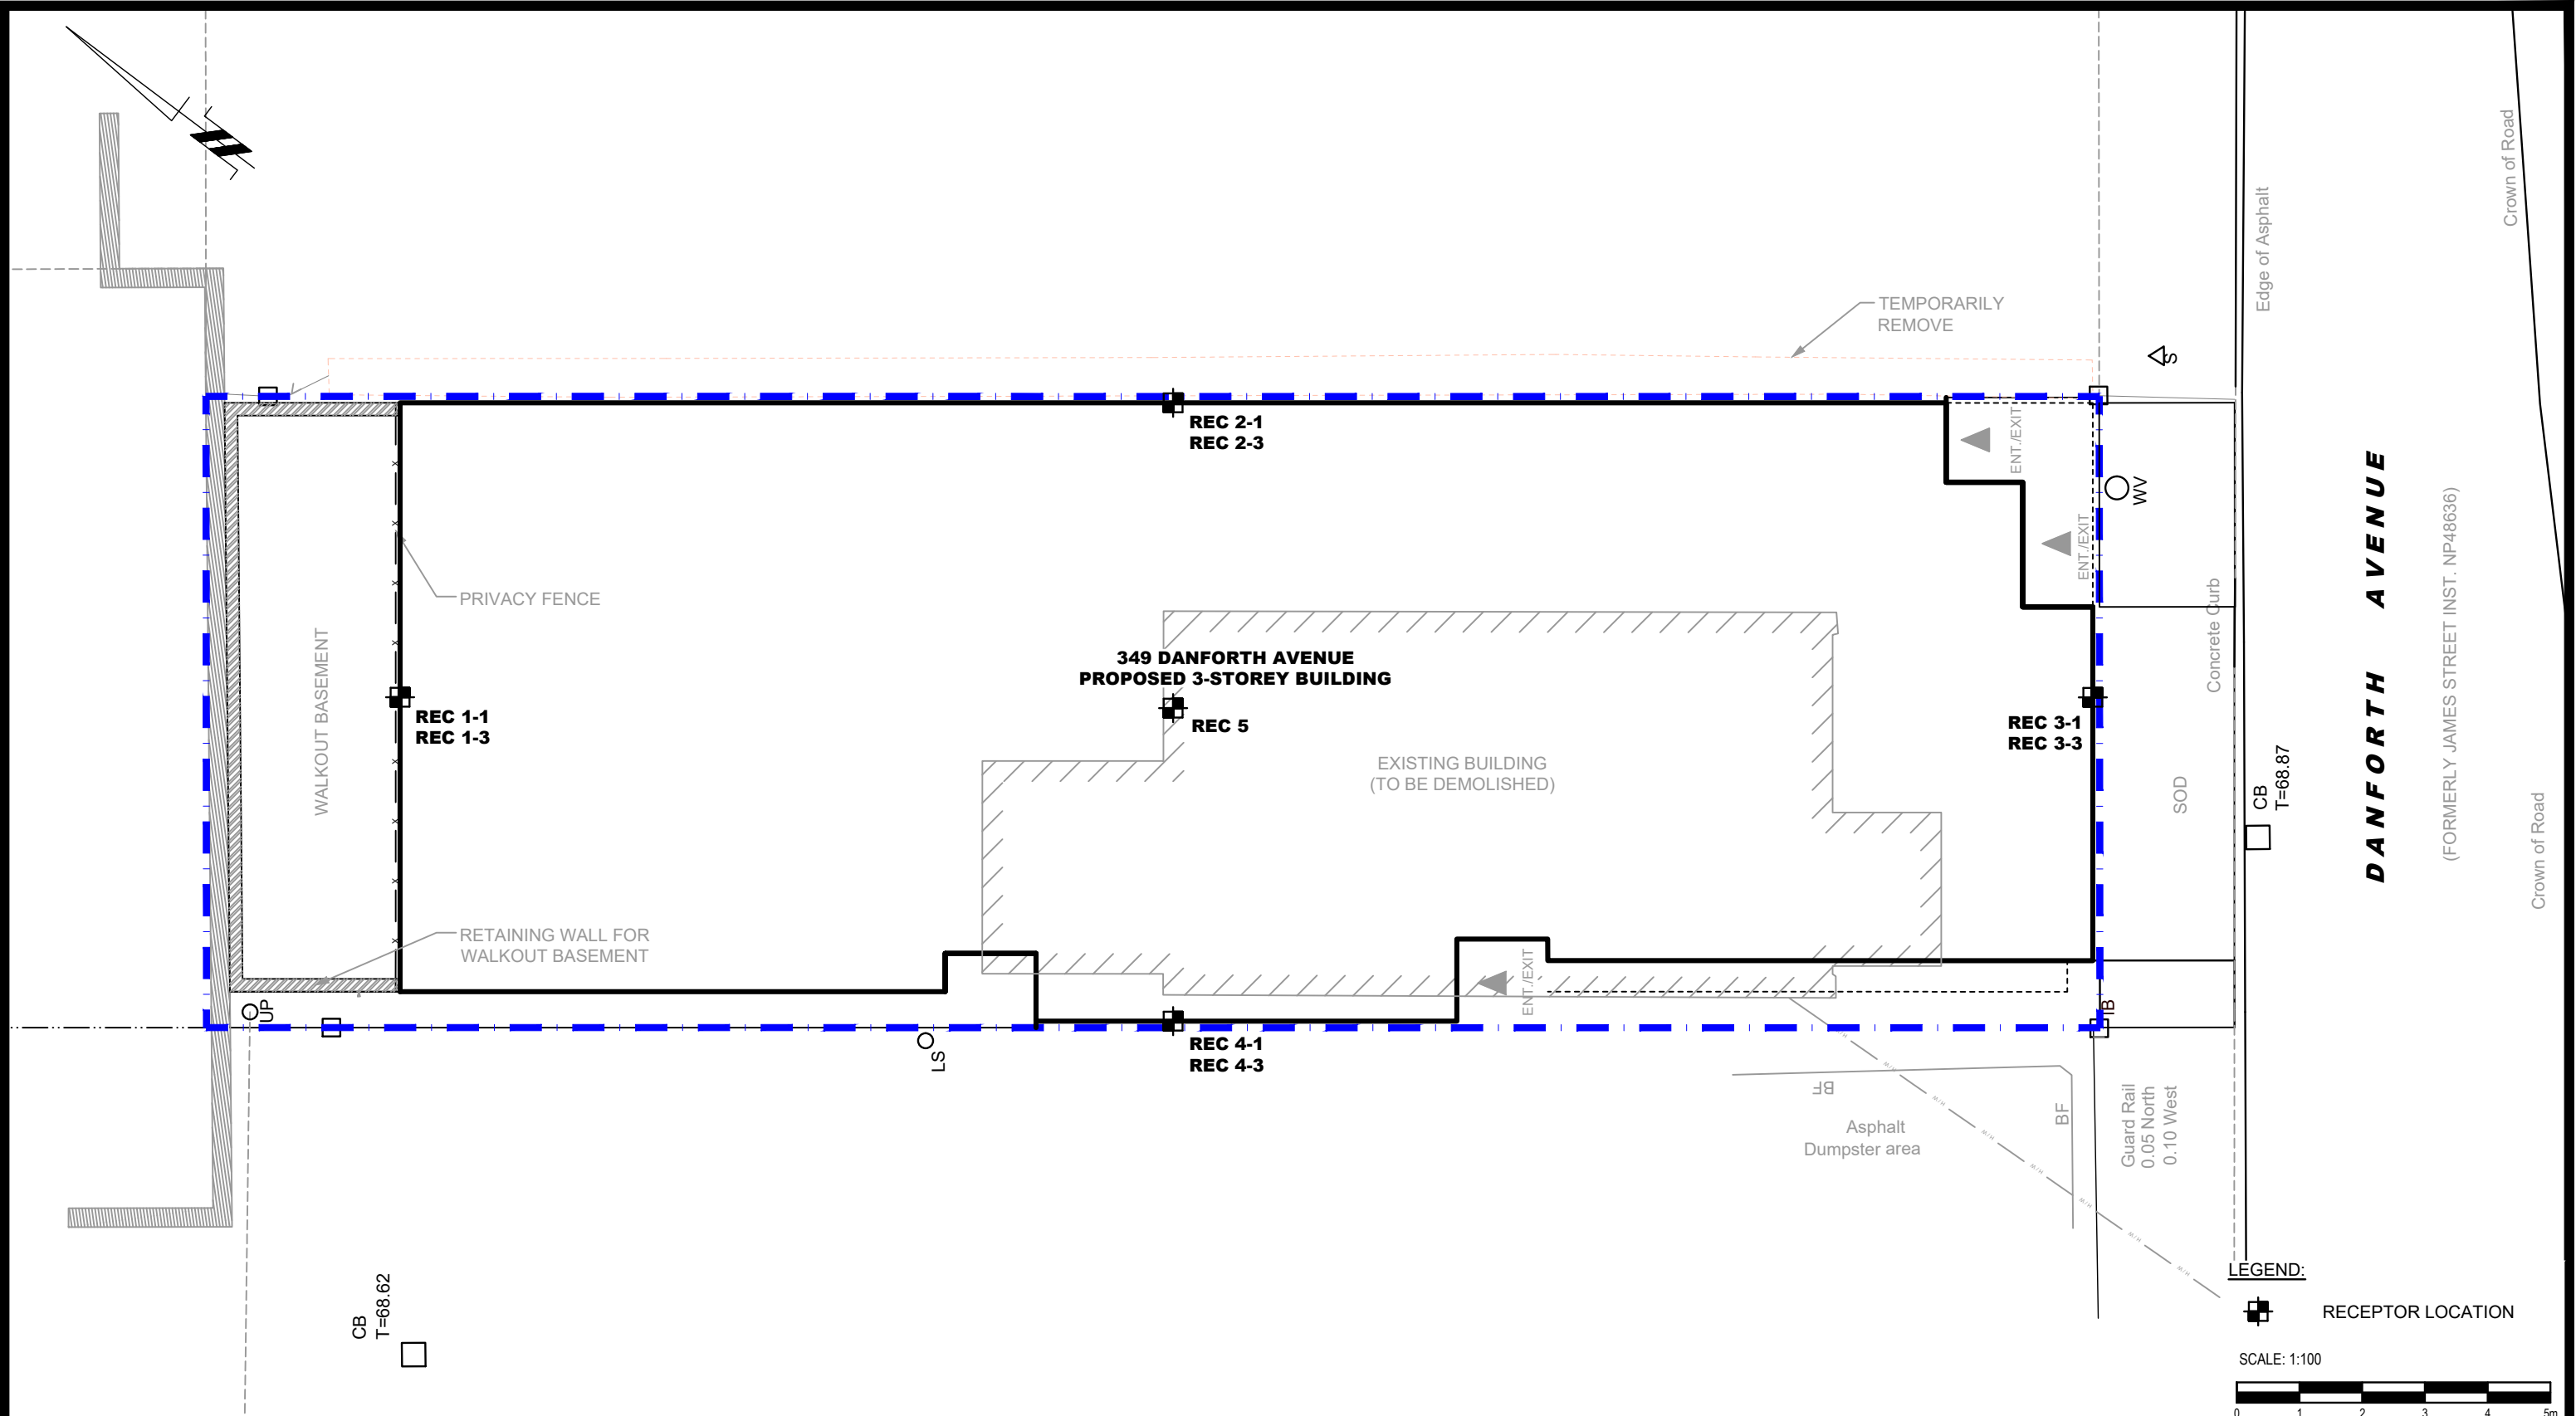 Crown of Road
Edge of Asphalt
TEMPORARILY
REMOVE
S
REC 2-1
REC 2-3
ENT./EXIT
WV
ENT./EXIT
PRIVACY FENCE
WALKOUT BASEMENT
349 DANFORTH AVENUE
PROPOSED 3-STOREY BUILDING
REC 1-1
REC 1-3
REC 5
REC 3-1
REC 3-3
Concrete Curb
DANFORTH AVENUE
(FORMERLY JAMES STREET INST. NP48636)
EXISTING BUILDING
(TO BE DEMOLISHED)
SOD
CB
T=68.87
Crown of Road
RETAINING WALL FOR
WALKOUT BASEMENT
ENT./EXIT
UP
IB
LS
REC 4-1
REC 4-3
BF
BF
Asphalt
Dumpster area
Guard Rail
0.05 North
0.10 West
CB
T=68.62
LEGEND:
RECEPTOR LOCATION
SCALE: 1:100
0 1 2 3 4 5m